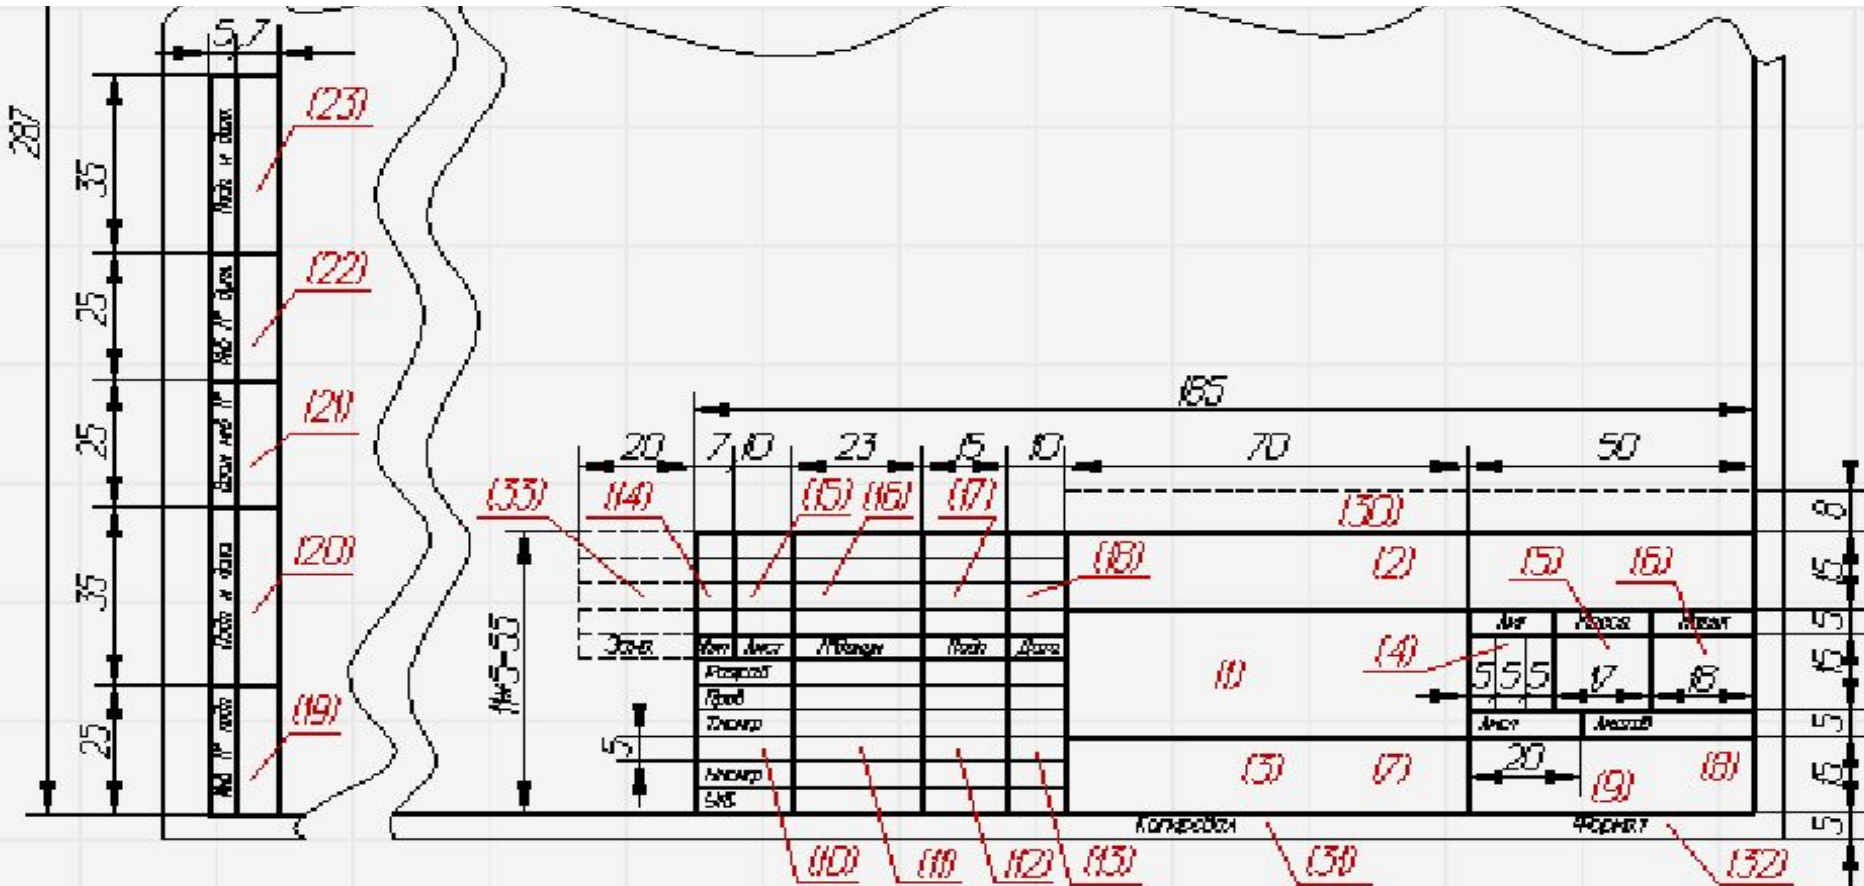 5 7
287
35
(23)
Подп. и дата
25
(22)
Инв. № дубл.
25
(21)
Взам. инв. №
35
(20)
Подп. и дата
25
(19)
Инв. № подл.
185
20 7 10 23 15 10 70 50
(33) (14) (15) (16) (17)
(30)
8
(18)
(2)
(5) (6)
15
11×5=55
Лит. Масса
5
Изм Лист Подп. Дата
Разраб.
(1)
(4)
5 5 5 17 18
15
Пров.
Т.контр.
Лист Листов
5
5
Н.контр.
Утв.
(3) (7)
20
(9)
(8)
15
Копировал
Формат
5
(10) (11) (12) (13) (31) (32)